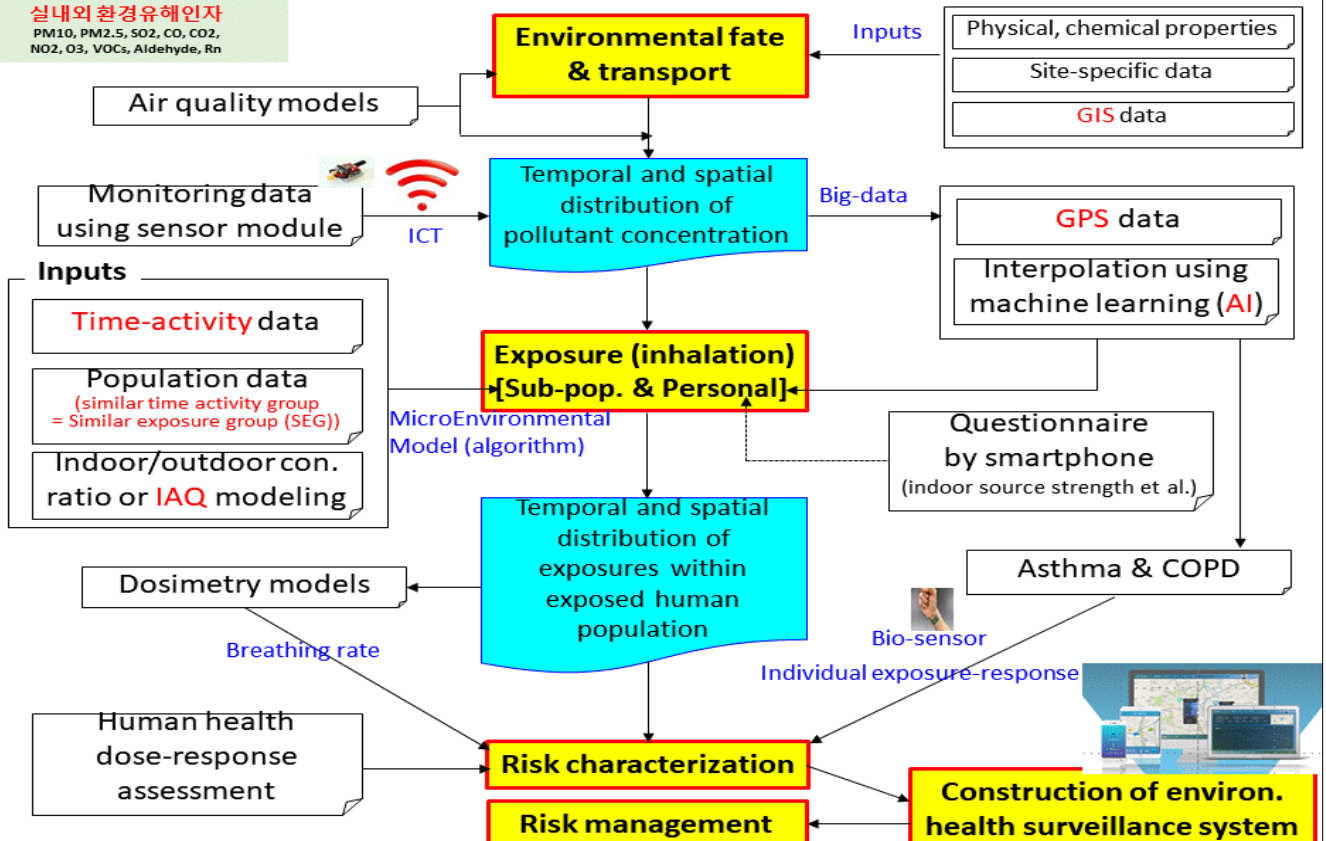 실내외 환경유해인자
PM10, PM2.5, SO2, CO, CO2,
NO2, O3, VOCs, Aldehyde, Rn
Environmental fate
& transport
Inputs
Physical, chemical properties
Site-specific data
GIS data
Air quality models
Monitoring data
using sensor module
ICT
Temporal and spatial
distribution of
pollutant concentration
Big-data
GPS data
Interpolation using
machine learning (AI)
Inputs
Time-activity data
Population data
(similar time activity group
= Similar exposure group (SEG))
Indoor/outdoor con.
ratio or IAQ modeling
Exposure (inhalation)
[Sub-pop. & Personal]
MicroEnvironmental
Model (algorithm)
Questionnaire
by smartphone
(indoor source strength et al.)
Temporal and spatial
distribution of
exposures within
exposed human
population
Dosimetry models
Breathing rate
Asthma & COPD
Bio-sensor
Individual exposure-response
Human health
dose-response
assessment
Risk characterization
Construction of environ.
health surveillance system
Risk management